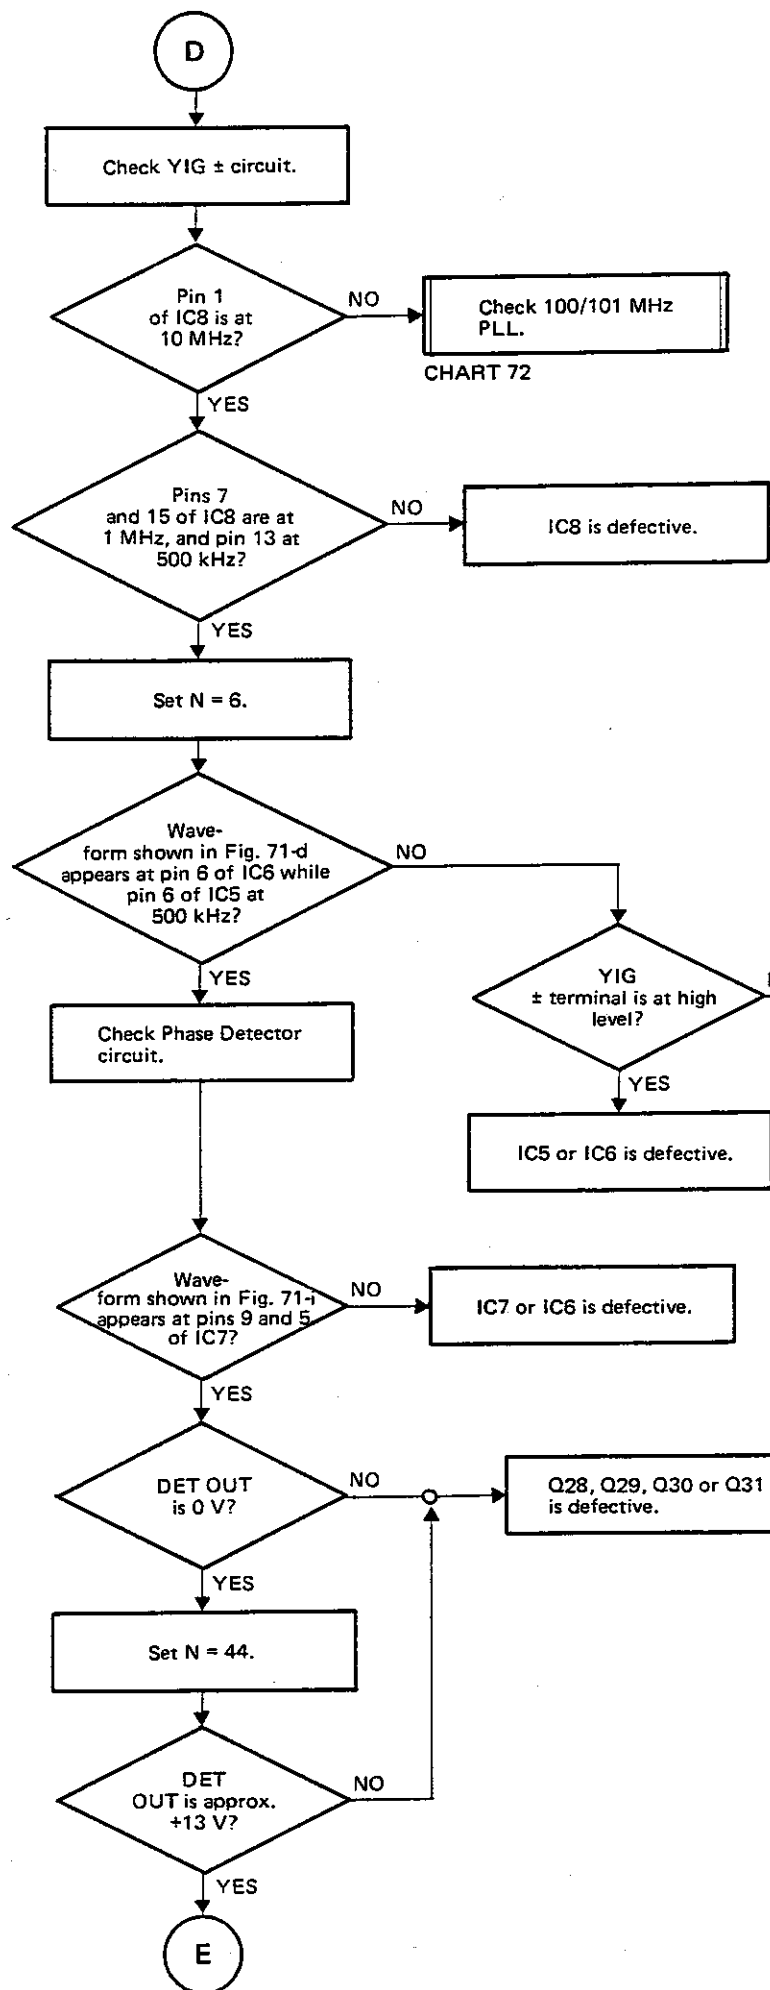 D
Check YIG ± circuit.
Pin 1
of IC8 is at
10 MHz?
NO
Check 100/101 MHz
PLL.
CHART 72
YES
Pins 7
and 15 of IC8 are at
1 MHz, and pin 13 at
500 kHz?
NO
IC8 is defective.
YES
Set N = 6.
Wave-
form shown in Fig. 71-d
appears at pin 6 of IC6 while
pin 6 of IC5 at
500 kHz?
NO
YES
YIG
± terminal is at high
level?
YES
IC5 or IC6 is defective.
Check Phase Detector
circuit.
Wave-
form shown in Fig. 71-i
appears at pins 9 and 5
of IC7?
NO
IC7 or IC6 is defective.
YES
DET OUT
is 0 V?
NO
Q28, Q29, Q30 or Q31
is defective.
YES
Set N = 44.
DET
OUT is approx.
+13 V?
NO
YES
E